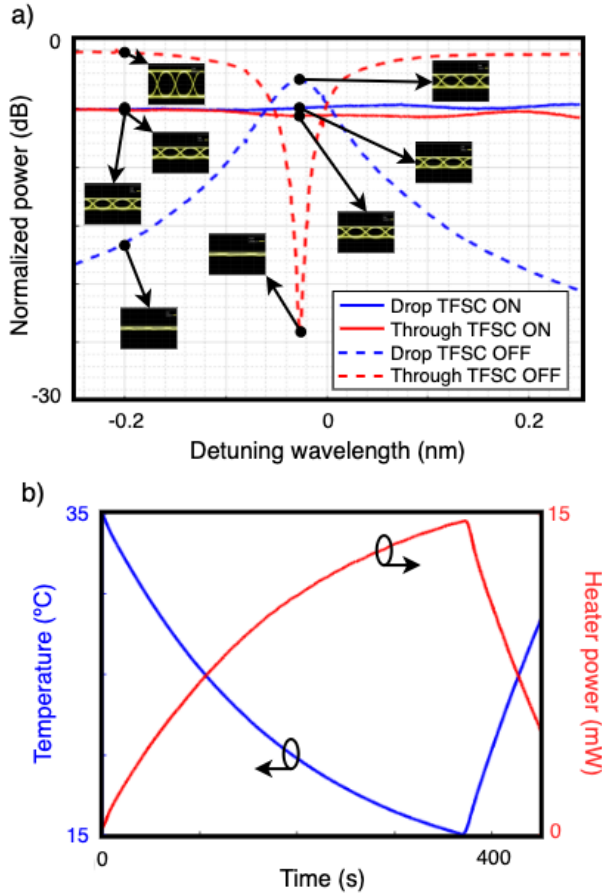 a)
0
Normalized power (dB)
-30
Drop TFSC ON
Through TFSC ON
Drop TFSC OFF
Through TFSC OFF
-0.2
0
0.2
Detuning wavelength (nm)
b)
35
15
Temperature (ºC)
Heater power (mW)
15
0
0
400
Time (s)